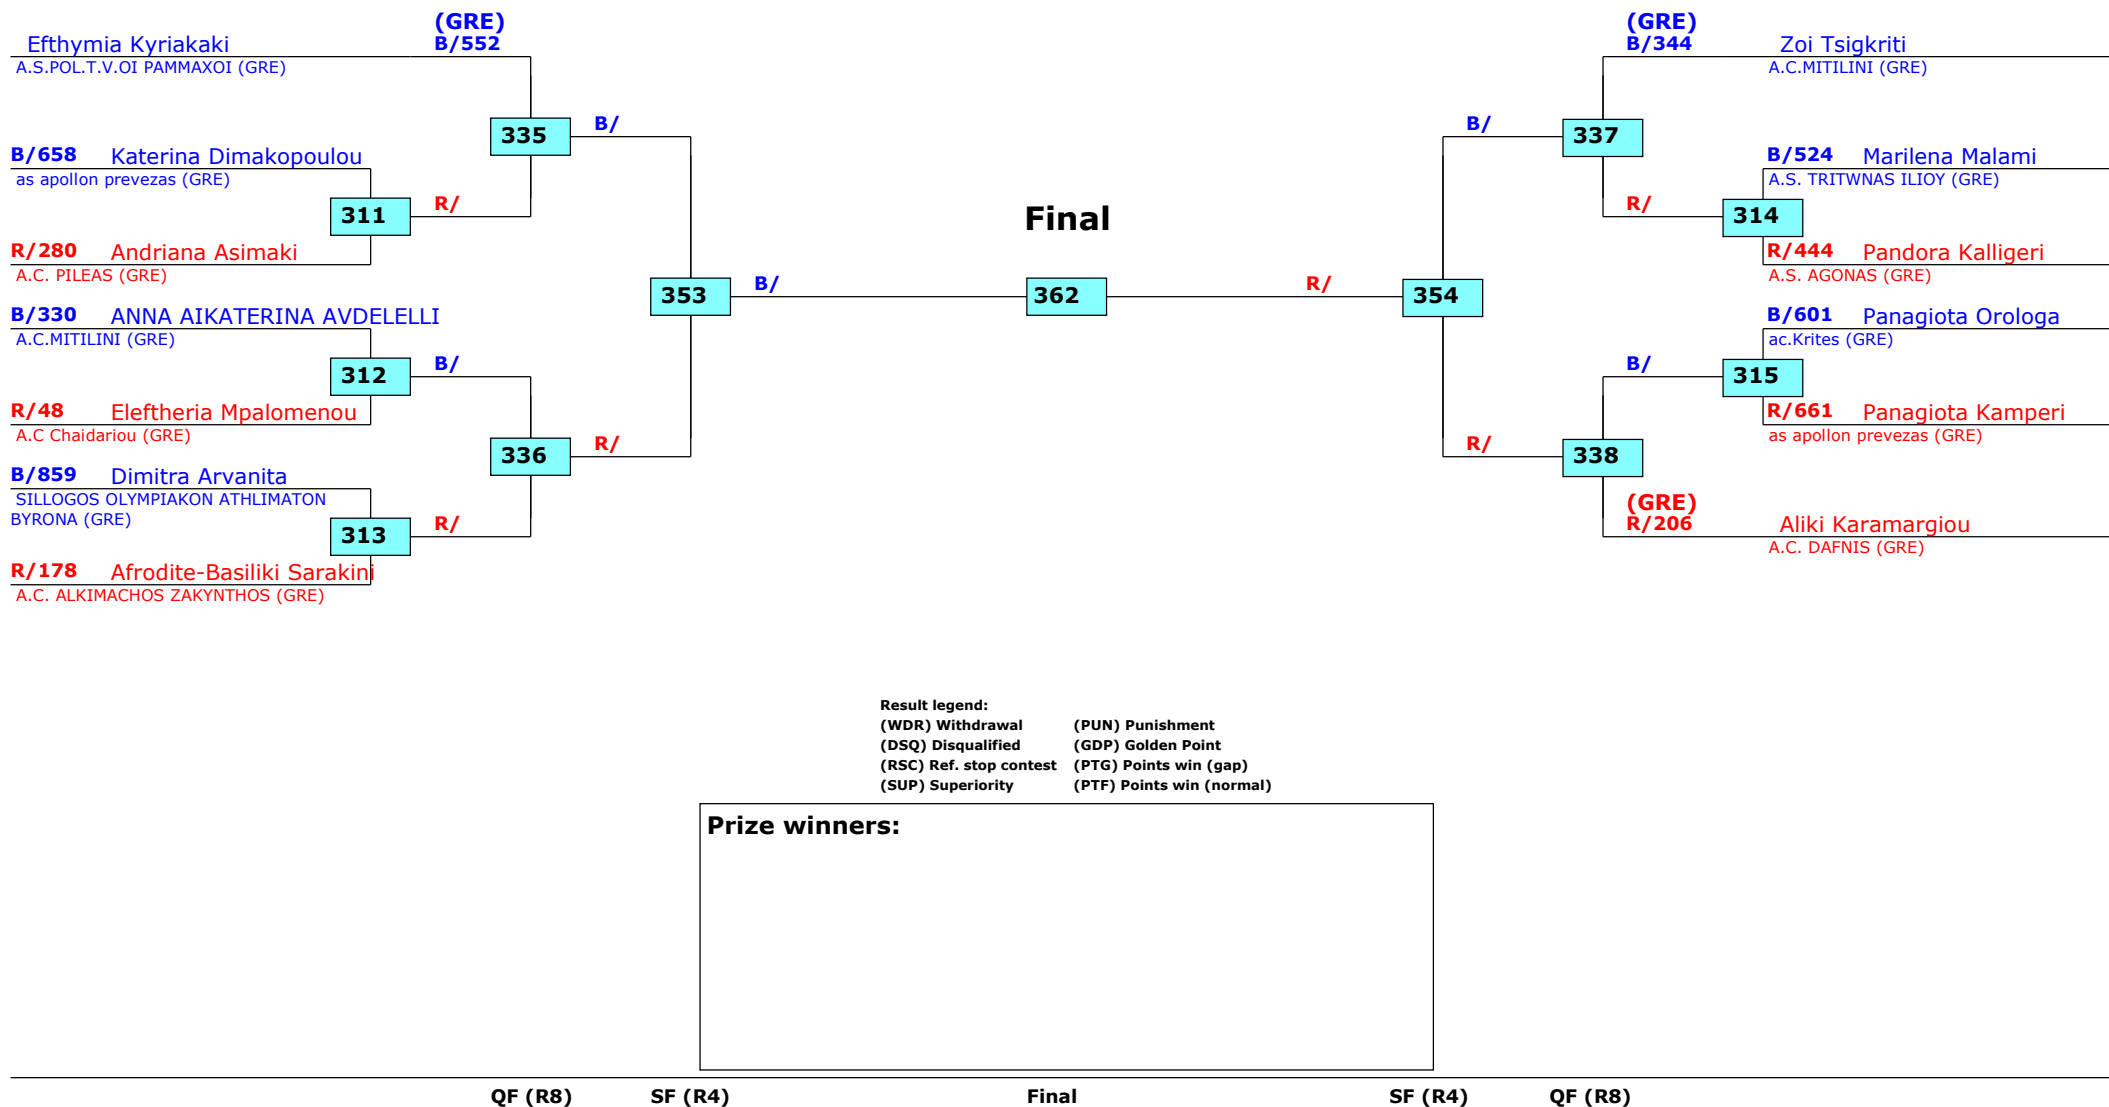 (GRE)
Efthymia Kyriakaki B/552
A.S.POL.T.V.OI PAMMAXOI (GRE)
335 B/
B/658 Katerina Dimakopoulou
as apollon prevezas (GRE)
311 R/
R/280 Andriana Asimaki
A.C. PILEAS (GRE)
353 B/
B/330 ANNA AIKATERINA AVDELELLI
A.C.MITILINI (GRE)
312 B/
R/48 Eleftheria Mpalomenou
A.C Chaidariou (GRE)
336 R/
B/859 Dimitra Arvanita
SILLOGOS OLYMPIAKON ATHLIMATON
BYRONA (GRE)
313 R/
R/178 Afrodite-Basiliki Sarakini
A.C. ALKIMACHOS ZAKYNTHOS (GRE)
Final
362
(GRE)
B/344 Zoi Tsigkriti
A.C.MITILINI (GRE)
B/ 337
B/524 Marilena Malami
A.S. TRITWNAS ILIOY (GRE)
R/ 314
R/444 Pandora Kalligeri
A.S. AGONAS (GRE)
R/ 354
B/601 Panagiota Orologa
ac.Krites (GRE)
B/ 315
R/661 Panagiota Kamperi
as apollon prevezas (GRE)
R/ 338
(GRE)
R/206 Aliki Karamargiou
A.C. DAFNIS (GRE)
Result legend:
(WDR) Withdrawal (PUN) Punishment
(DSQ) Disqualified (GDP) Golden Point
(RSC) Ref. stop contest (PTG) Points win (gap)
(SUP) Superiority (PTF) Points win (normal)
Prize winners:
QF (R8) SF (R4) Final SF (R4) QF (R8)